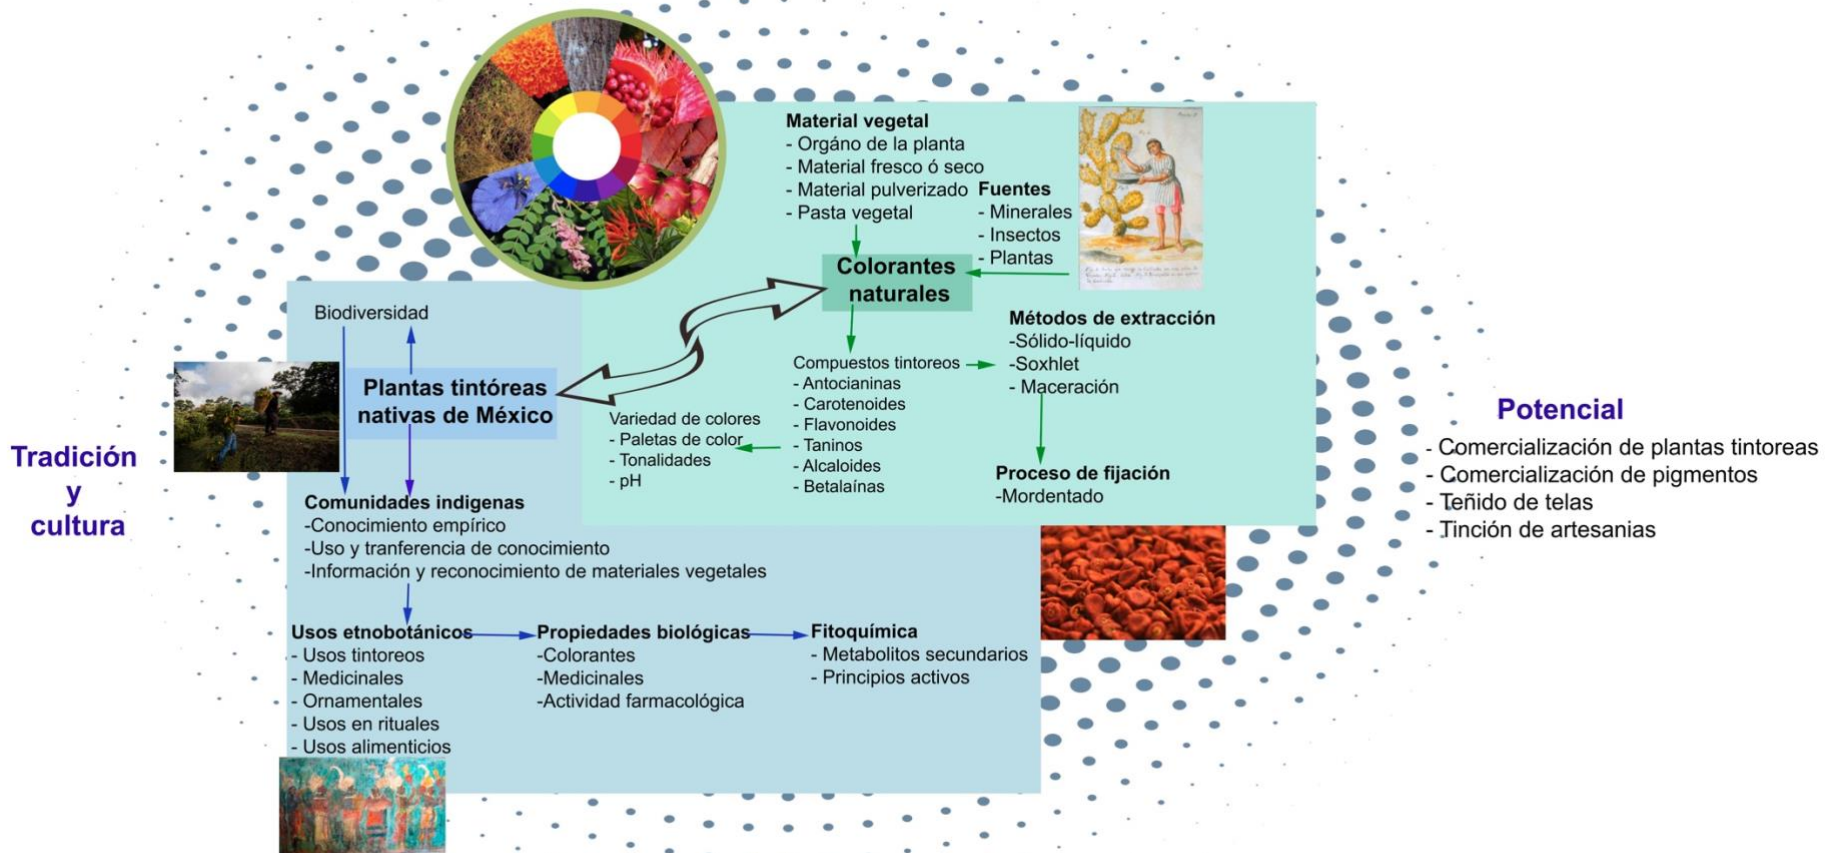 Tradición
y
cultura
Biodiversidad
Plantas tintóreas
nativas de México
Comunidades indigenas
-Conocimiento empírico
-Uso y tranferencia de conocimiento
-Información y reconocimiento de materiales vegetales
Usos etnobotánicos
- Usos tintoreos
- Medicinales
- Ornamentales
- Usos en rituales
- Usos alimenticios
Propiedades biológicas
-Colorantes
-Medicinales
-Actividad farmacológica
Fitoquímica
- Metabolitos secundarios
- Principios activos
Material vegetal
- Orgáno de la planta
- Material fresco ó seco
- Material pulverizado
- Pasta vegetal
Fuentes
- Minerales
- Insectos
- Plantas
Colorantes
naturales
Compuestos tintoreos
- Antocianinas
- Carotenoides
- Flavonoides
- Taninos
- Alcaloides
- Betalaínas
Variedad de colores
- Paletas de color
- Tonalidades
- pH
Métodos de extracción
-Sólido-líquido
-Soxhlet
- Maceración
Proceso de fijación
-Mordentado
Potencial
- Comercialización de plantas tintoreas
- Comercialización de pigmentos
- Teñido de telas
- Tinción de artesanias